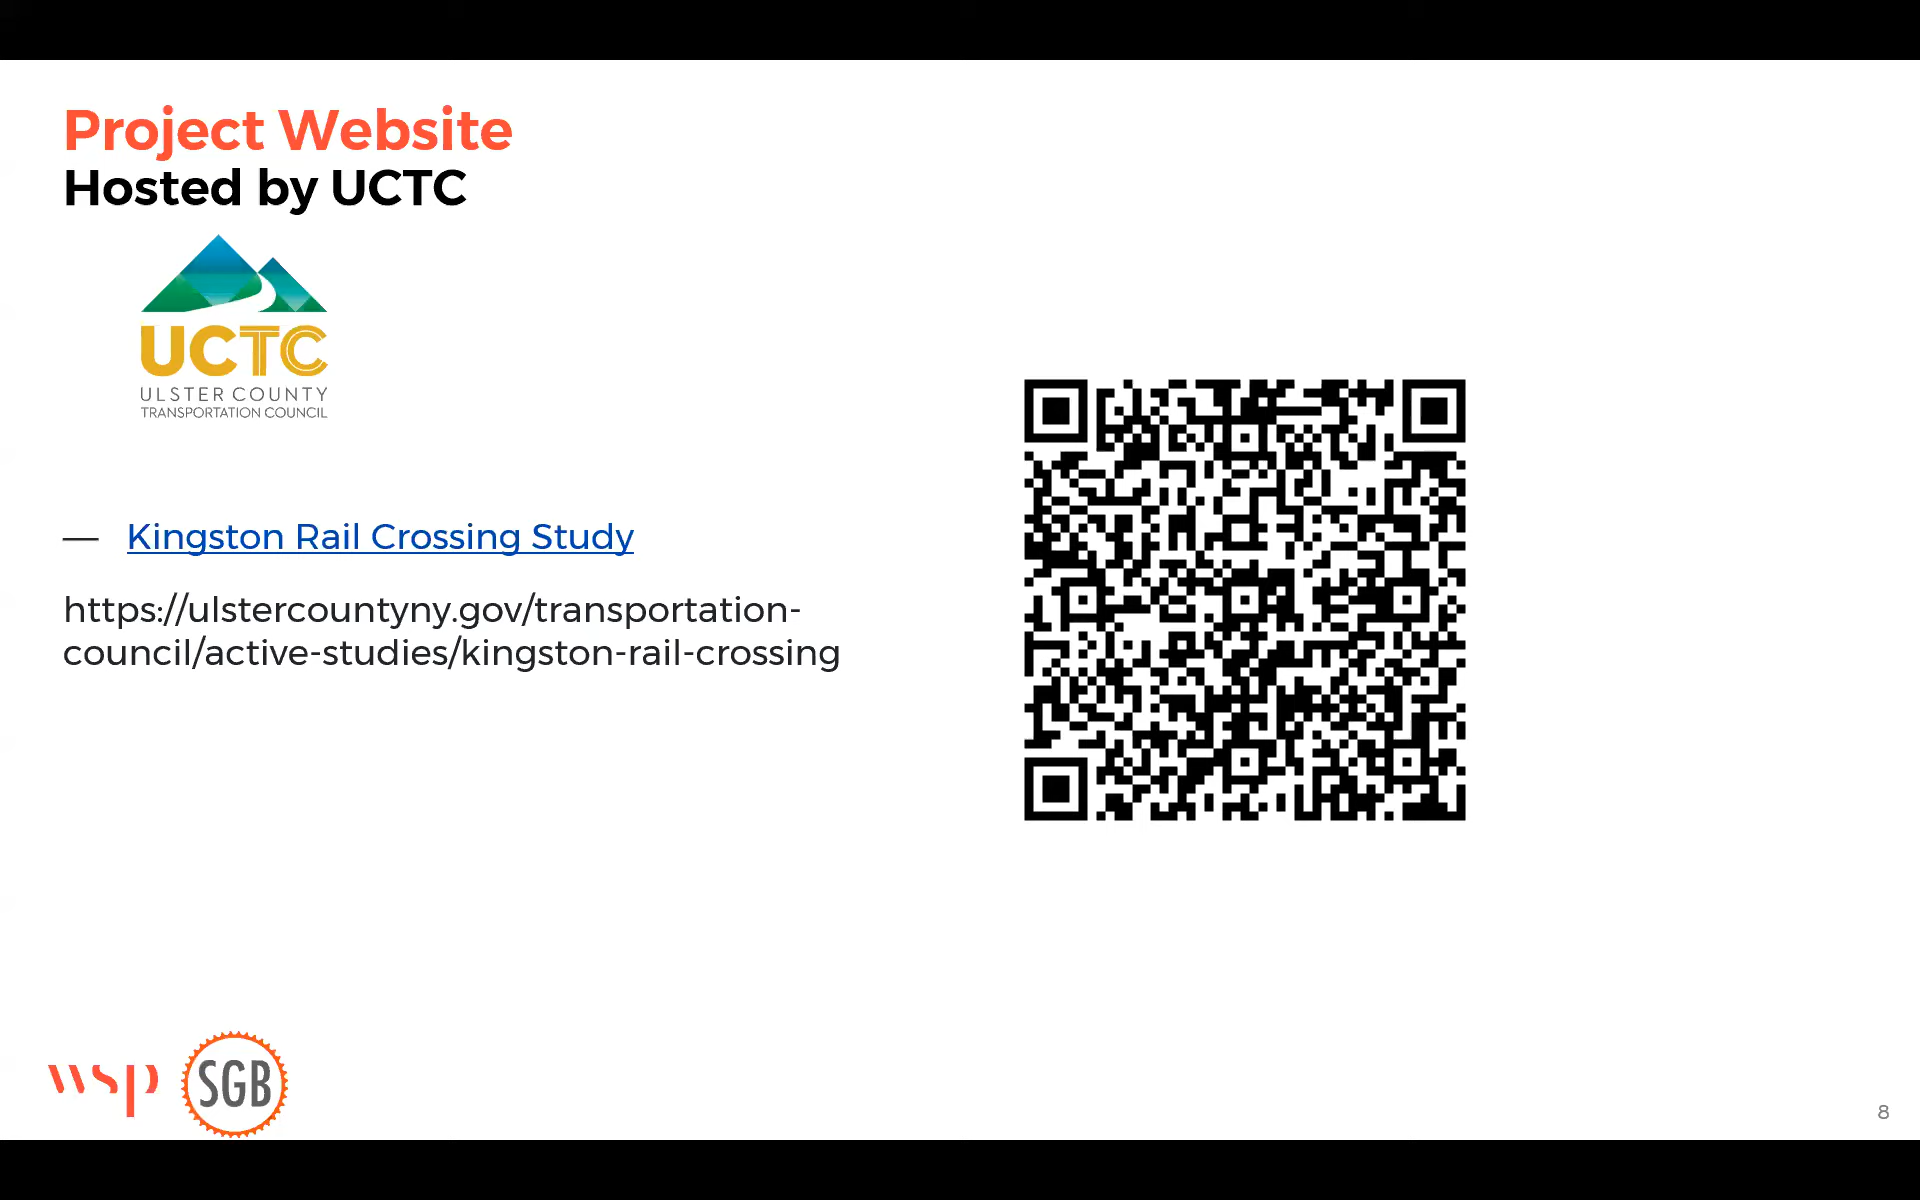 Project Website
Hosted by UCTC
UCTC
ULSTER COUNTY
TRANSPORTATION COUNCIL
— Kingston Rail Crossing Study
https://ulstercountyny.gov/transportation-
council/active-studies/kingston-rail-crossing
wsp
SGB
8